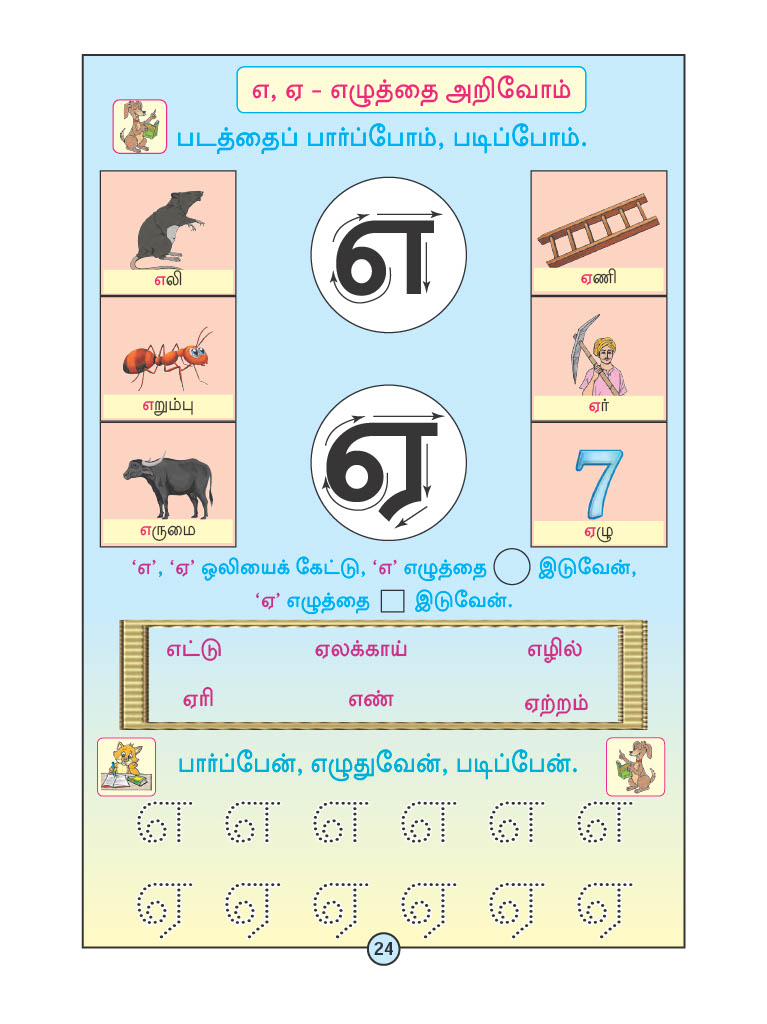 எ, ஏ – எழுத்தை அறிவோம்
படத்தைப் பார்ப்போம், படிப்போம்.
எலி
எ
ஏணி
எறும்பு
ஏர்
எருமை
ஏ
ஏழு
‘எ’, ‘ஏ’ ஒலியைக் கேட்டு, ‘எ’ எழுத்தை இடுவேன்,
‘ஏ’ எழுத்தை இடுவேன்.
எட்டு ஏலக்காய் எழில்
ஏரி எண் ஏற்றம்
பார்ப்பேன், எழுதுவேன், படிப்பேன்.
எ எ எ எ எ எ
ஏ ஏ ஏ ஏ ஏ ஏ
24